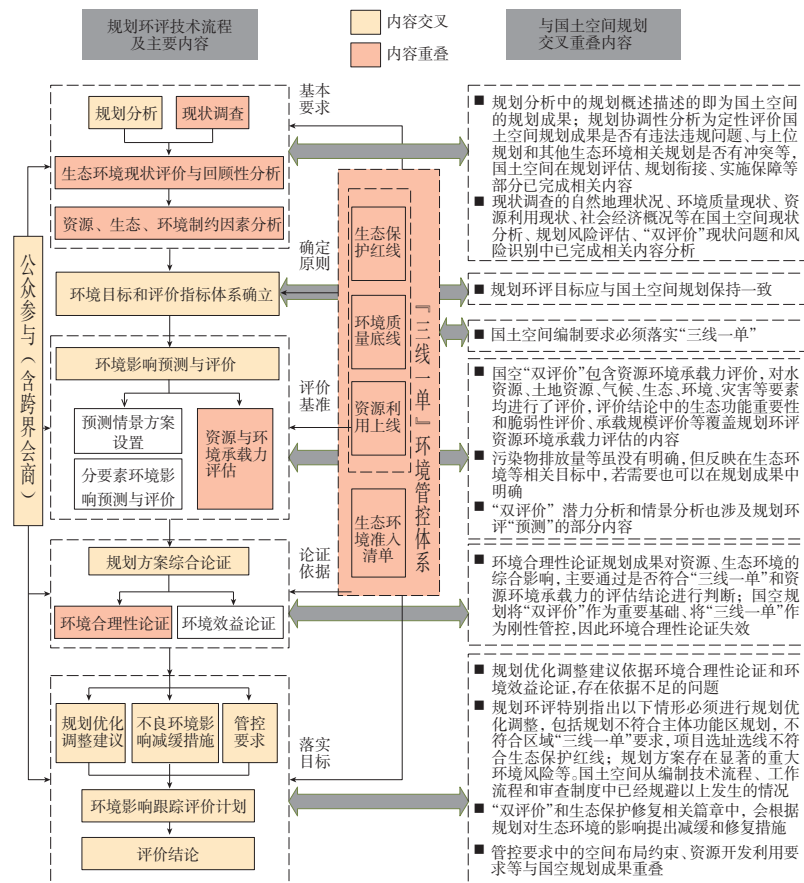 规划环评技术流程
及主要内容
内容交叉
内容重叠
与国土空间规划
交叉重叠内容
规划分析
现状调查
生态环境现状评价与回顾性分析
资源、生态、环境制约因素分析
环境目标和评价指标体系确立
环境影响预测与评价
预测情景方案
设置
分要素环境影
响预测与评价
资源与环
境承载力
评估
规划方案综合论证
环境合理性论证
环境效益论证
规划优化
调整建议
不良环境影
响减缓措施
管控
要求
环境影响跟踪评价计划
评价结论
公众参与（含跨界会商）
基本
要求
确定
原则
评价
基准
论证
依据
落实
目标
生态保
护红线
环境质
量底线
资源利
用上线
生态环
境准入
清单
『三线一单』环境管控体系
■ 规划分析中的规划概述描述的即为国土空间
的规划成果；规划协调性分析为定性评价国
土空间规划成果是否有违法违规问题、与上位
规划和其他生态环境相关规划是否有冲突等，
国土空间在规划评估、规划衔接、实施保障等
部分已完成相关内容
■ 现状调查的自然地理状况、环境质量现状、资
源利用现状、社会经济概况等在国土空间现状
分析、规划风险评估、“双评价”现状问题和风
险识别中已完成相关内容分析
■ 规划环评目标应与国土空间规划保持一致
■ 国土空间编制要求必须落实“三线一单”
■ 国空“双评价”包含资源环境承载力评价，对水
资源、土地资源、气候、生态、环境、灾害等要素
均进行了评价，评价结论中的生态功能重要性
和脆弱性评价、承载规模评价等覆盖规划环评
资源环境承载力评估的内容
■ 污染物排放量等虽没有明确，但反映在生态环
境等相关目标中，若需要也可以在规划成果中
明确
■ “双评价” 潜力分析和情景分析也涉及规划环
评“预测”的部分内容
■ 环境合理性论证规划成果对资源、生态环境的
综合影响，主要通过是否符合“三线一单”和资
源环境承载力的评估结论进行判断；国空规
划将“双评价”作为重要基础、将“三线一单”作
为刚性管控，因此环境合理性论证失效
■ 规划优化调整建议依据环境合理性论证和环
境效益论证，存在依据不足的问题
■ 规划环评特别指出以下情形必须进行规划优
化调整，包括规划不符合主体功能区规划，不
符合区域“三线一单”要求，项目选址选线不符
合生态保护红线；规划方案存在显著的重大
环境风险等。国土空间从编制技术流程、工作
流程和审查制度中已经规避以上发生的情况
■ “双评价”和生态保护修复相关篇章中，会根据
规划对生态环境的影响提出减缓和修复措施
■ 管控要求中的空间布局约束、资源开发利用要
求等与国空规划成果重叠